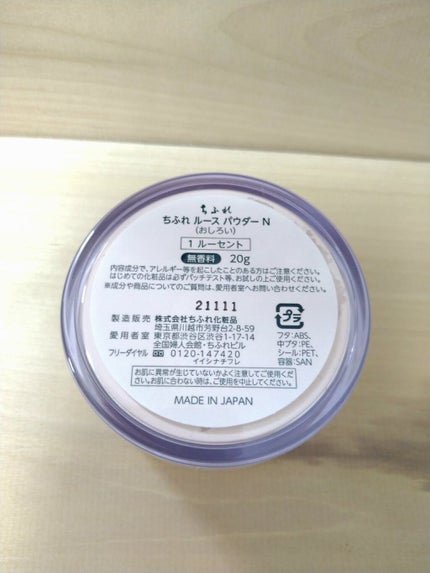 ちふれ
ちふれ ルース パウダー N
(おしろい)
1 ルーセント
無香料 20g
内容成分で、アレルギー等を起こしたことのある方はご注意ください。
はじめての化粧品は必ずパッチテスト等、お試しの上ご使用ください。
※成分や商品についてのご質問は、愛用者室へお問い合わせください。
21111
製造販売 株式会社ちふれ化粧品
埼玉県川越市芳野台2-8-59
愛用者室 東京都渋谷区渋谷1-17-14
全国婦人会館・ちふれビル
フリーダイヤル 0120-147420
イイシナチフレ
プラ
フタ:ABS、
中ブタ:PE、
シール:PET、
容器:SAN
お肌に異常が生じていないかよく注意してご使用くだ
さい。お肌に合わない時は、ご使用を中止してください。
MADE IN JAPAN